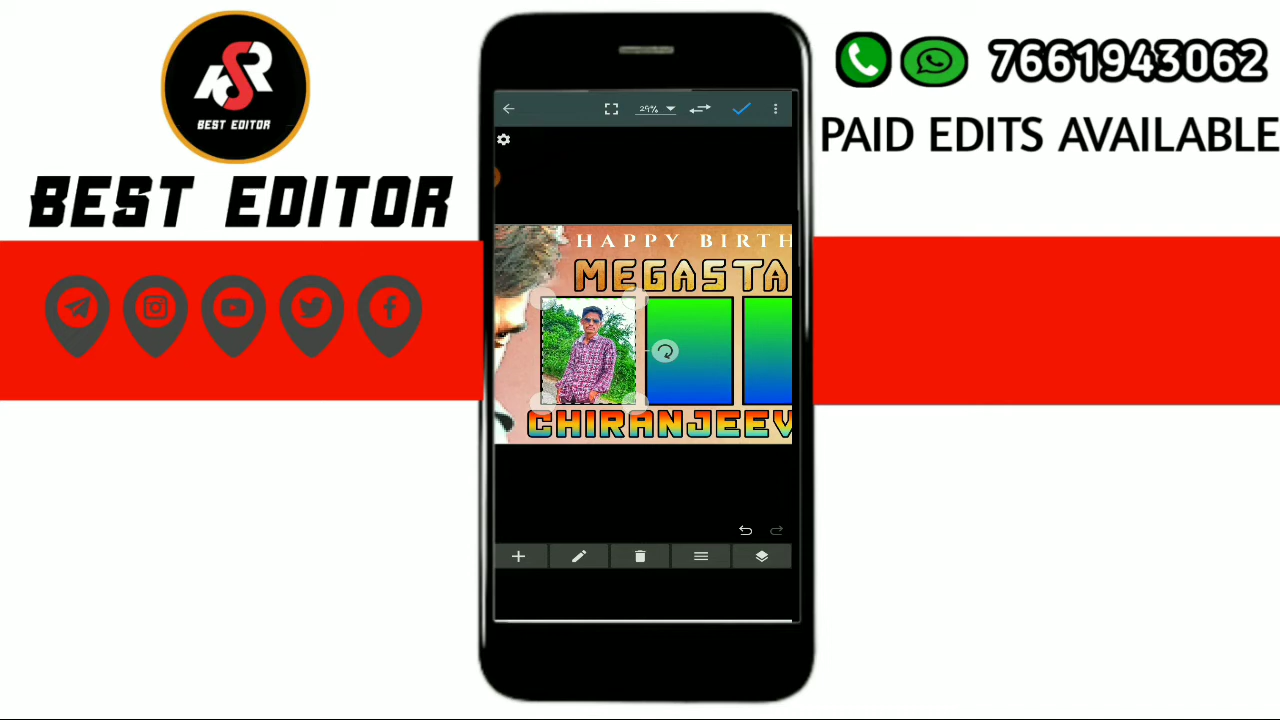 KSR
BEST EDITOR
BEST EDITOR
7661943062
PAID EDITS AVAILABLE
29%
HAPPY BIRTH
MEGASTA
CHIRANJEEV